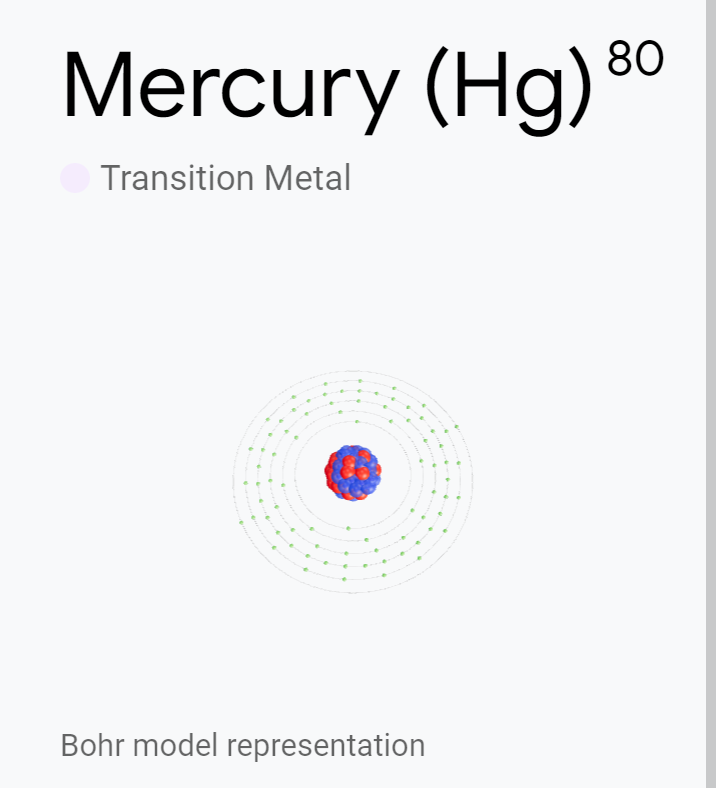 Mercury (Hg)⁸⁰
Transition Metal
Bohr model representation